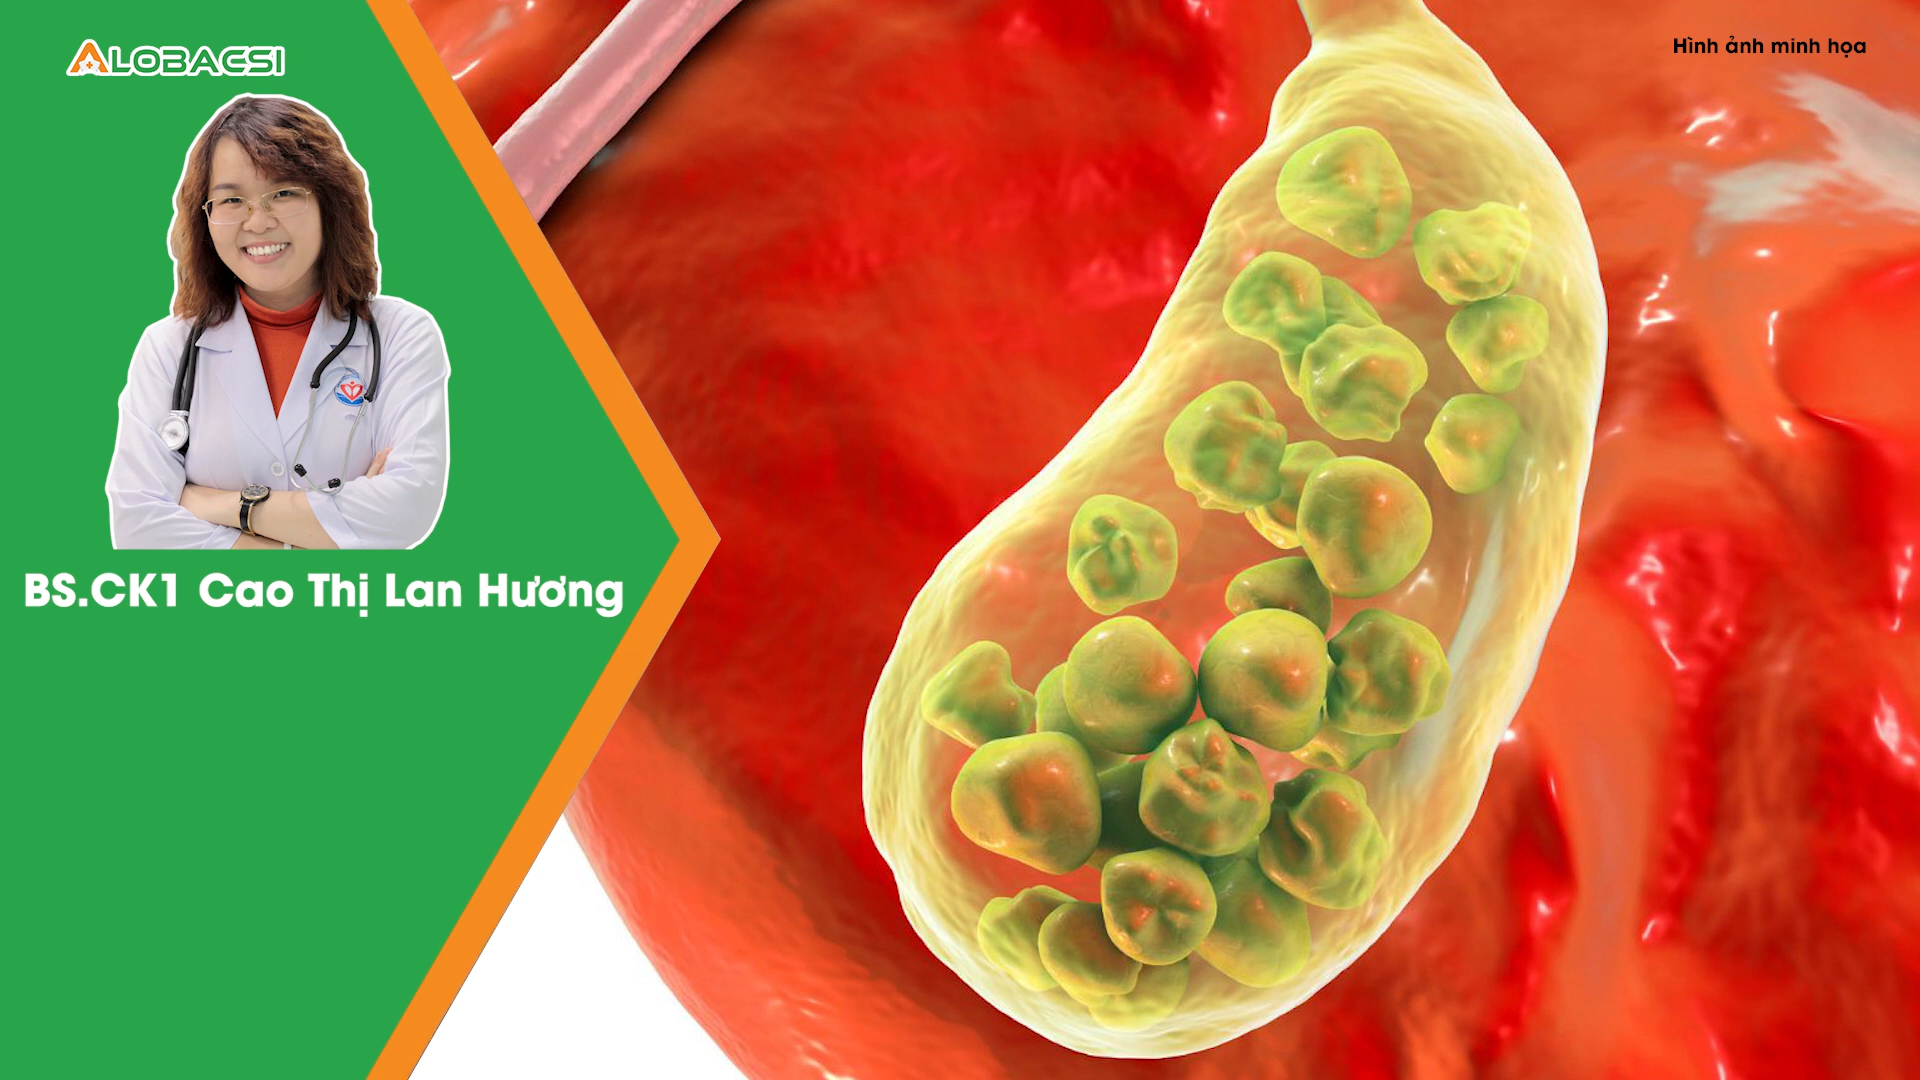 ALOBACSI
Hình ảnh minh họa
BS.CK1 Cao Thị Lan Hương